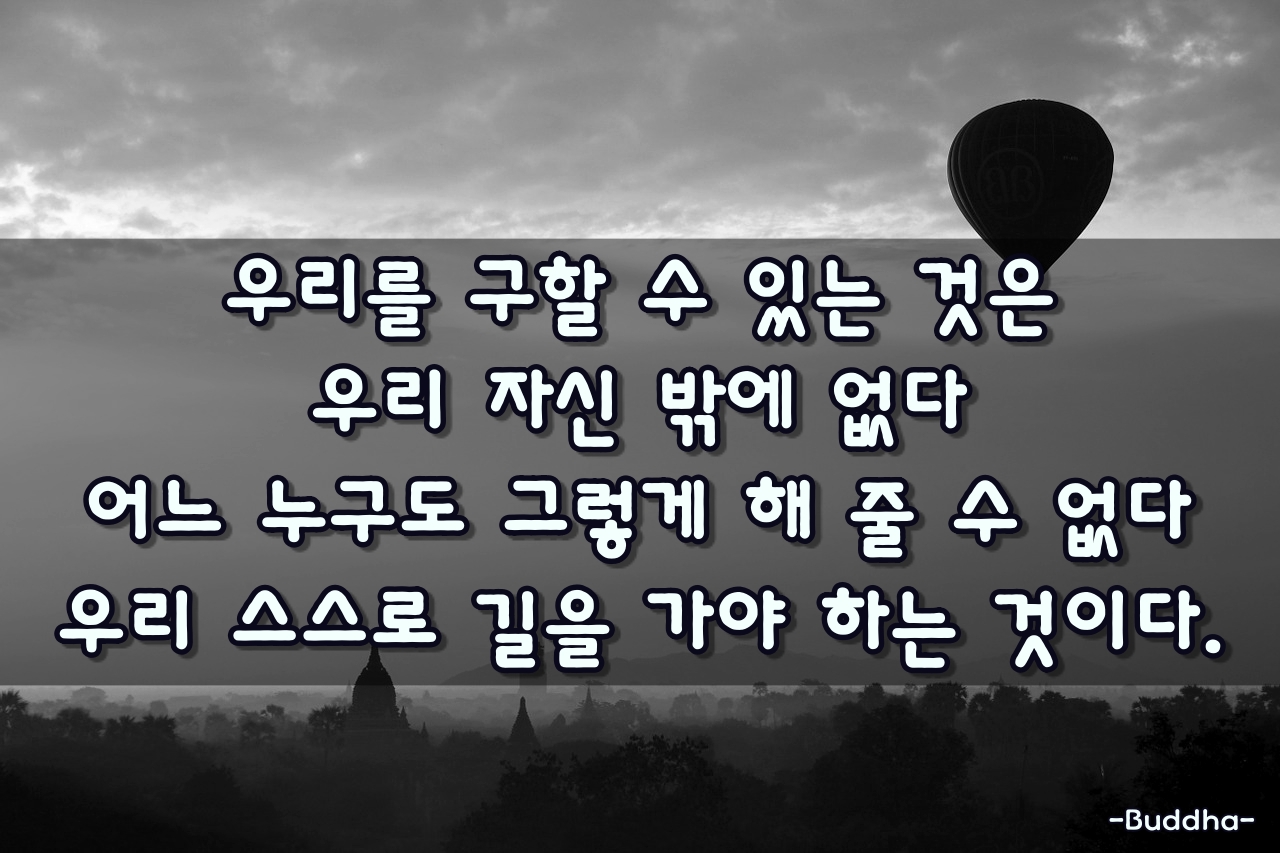 우리를 구할 수 있는 것은
우리 자신 밖에 없다
어느 누구도 그렇게 해 줄 수 없다
우리 스스로 길을 가야 하는 것이다.
-Buddha-